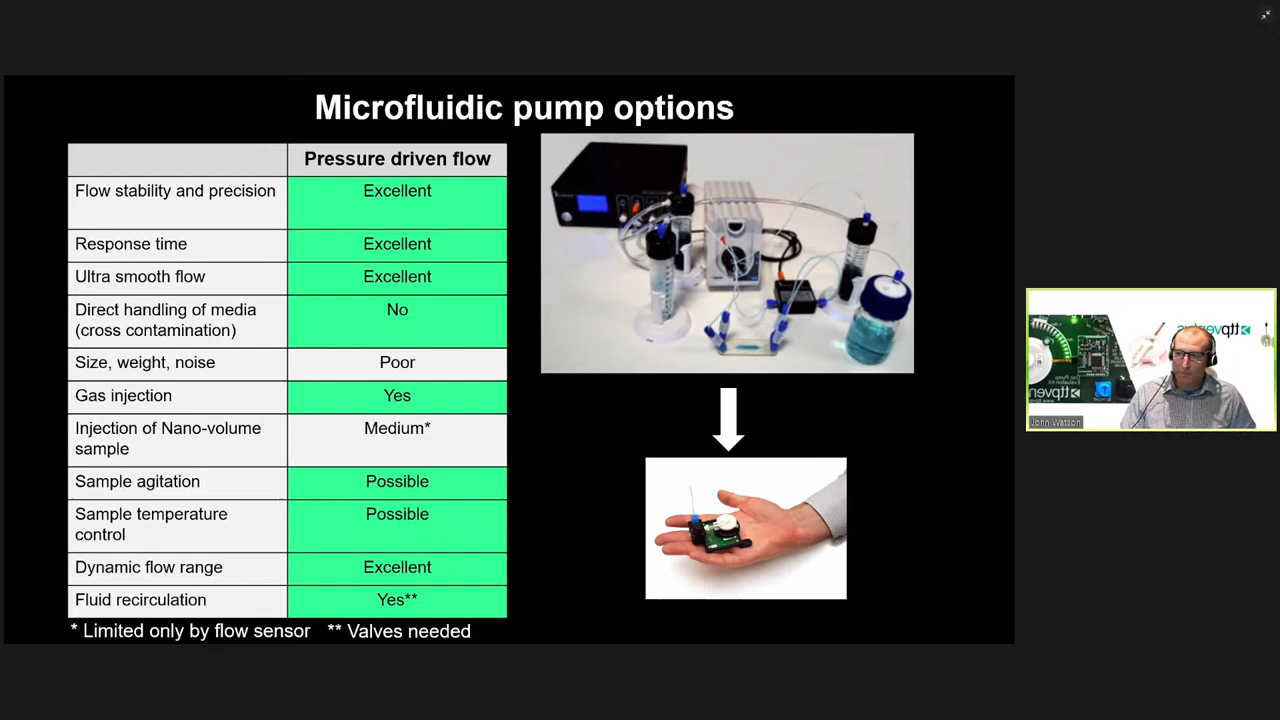 Microfluidic pump options
Pressure driven flow
Flow stability and precision Excellent
Response time Excellent
Ultra smooth flow Excellent
Direct handling of media No
(cross contamination)
Size, weight, noise Poor
Gas injection Yes
Injection of Nano-volume Medium*
sample
Sample agitation Possible
Sample temperature Possible
control
Dynamic flow range Excellent
Fluid recirculation Yes**
* Limited only by flow sensor ** Valves needed
ttpventus
John Watson